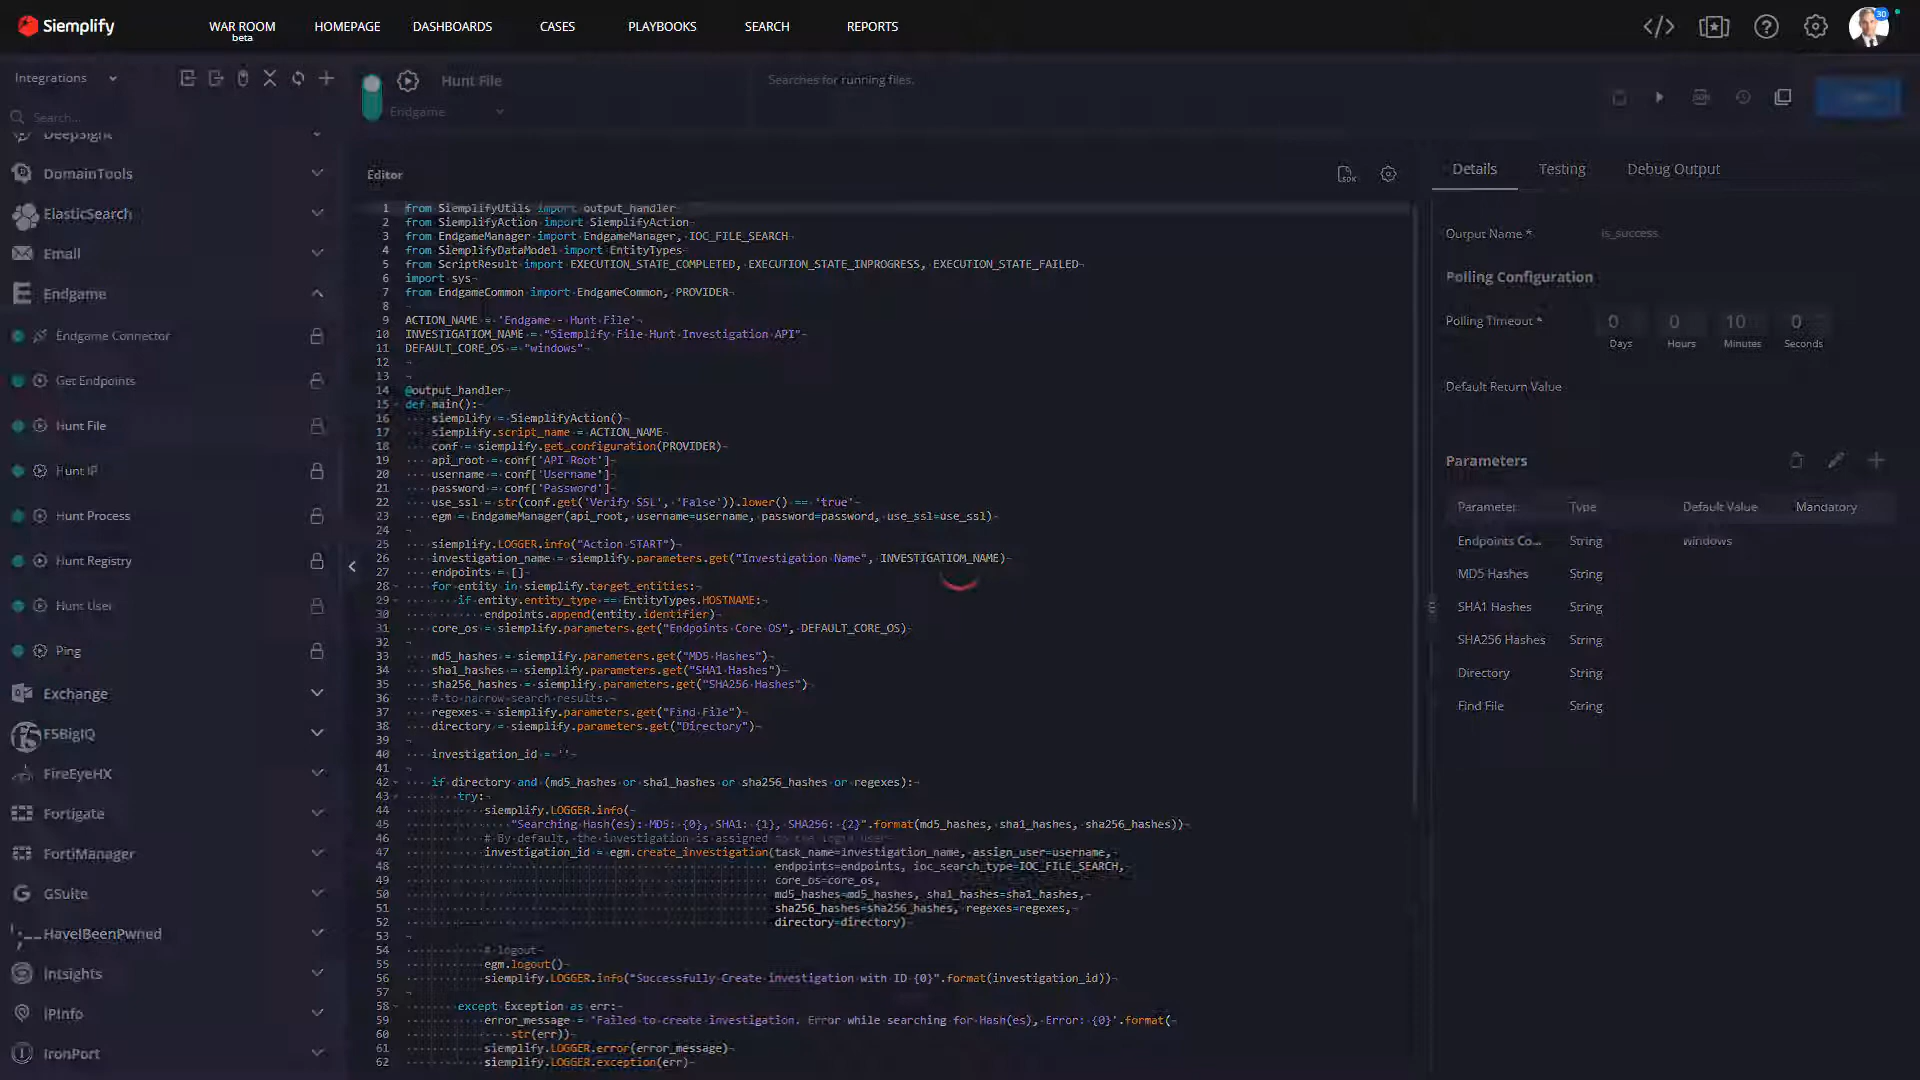 Siemplify
WAR ROOM
beta
HOMEPAGE
DASHBOARDS
CASES
PLAYBOOKS
SEARCH
REPORTS
30
Integrations
Search...
DeepSight
DomainTools
ElasticSearch
Email
Endgame
Endgame Connector
Get Endpoints
Hunt File
Hunt IP
Hunt Process
Hunt Registry
Hunt User
Ping
Exchange
F5BigIQ
FireEyeHX
Fortigate
FortiManager
GSuite
HaveIBeenPwned
Intsights
IPInfo
IronPort
Hunt File
Endgame
Searches for running files.
Editor
1 from SiemplifyUtils import output_handler
2 from SiemplifyAction import SiemplifyAction
3 from EndgameManager import EndgameManager, IOC_FILE_SEARCH
4 from SiemplifyDataModel import EntityTypes
5 from ScriptResult import EXECUTION_STATE_COMPLETED, EXECUTION_STATE_INPROGRESS, EXECUTION_STATE_FAILED
6 import sys
7 from EndgameCommon import EndgameCommon, PROVIDER
8
9 ACTION_NAME = 'Endgame - Hunt File'
10 INVESTIGATIOM_NAME = "Siemplify File Hunt Investigation API"
11 DEFAULT_CORE_OS = "windows"
12
13
14 @output_handler
15 def main():
16 siemplify = SiemplifyAction()
17 siemplify.script_name = ACTION_NAME
18 conf = siemplify.get_configuration(PROVIDER)
19 api_root = conf['API Root']
20 username = conf['Username']
21 password = conf['Password']
22 use_ssl = str(conf.get('Verify SSL', 'False')).lower() == 'true'
23 egm = EndgameManager(api_root, username=username, password=password, use_ssl=use_ssl)
24
25 siemplify.LOGGER.info("Action START")
26 investigation_name = siemplify.parameters.get("Investigation Name", INVESTIGATIOM_NAME)
27 endpoints = []
28 for entity in siemplify.target_entities:
29 if entity.entity_type == EntityTypes.HOSTNAME:
30 endpoints.append(entity.identifier)
31 core_os = siemplify.parameters.get("Endpoints Core OS", DEFAULT_CORE_OS)
32
33 md5_hashes = siemplify.parameters.get("MD5 Hashes")
34 sha1_hashes = siemplify.parameters.get("SHA1 Hashes")
35 sha256_hashes = siemplify.parameters.get("SHA256 Hashes")
36 # to narrow search results.
37 regexes = siemplify.parameters.get("Find File")
38 directory = siemplify.parameters.get("Directory")
39
40 investigation_id = ''
41
42 if directory and (md5_hashes or sha1_hashes or sha256_hashes or regexes):
43 try:
44 siemplify.LOGGER.info(
45 "Searching Hash(es): MD5: {0}, SHA1: {1}, SHA256: {2}".format(md5_hashes, sha1_hashes, sha256_hashes))
46 # By default, the investigation is assigned to the login user
47 investigation_id = egm.create_investigation(task_name=investigation_name, assign_user=username,
48 endpoints=endpoints, ioc_search_type=IOC_FILE_SEARCH,
49 core_os=core_os,
50 md5_hashes=md5_hashes, sha1_hashes=sha1_hashes,
51 sha256_hashes=sha256_hashes, regexes=regexes,
52 directory=directory)
53
54 # logout
55 egm.logout()
56 siemplify.LOGGER.info("Successfully Create investigation with ID {0}".format(investigation_id))
57
58 except Exception as err:
59 error_message = 'Failed to create investigation. Error while searching for Hash(es), Error: {0}'.format(
60 str(err))
61 siemplify.LOGGER.error(error_message)
62 siemplify.LOGGER.exception(err)
Details
Testing
Debug Output
Output Name *
is_success
Polling Configuration
Polling Timeout *
0 0 10 0
Days Hours Minutes Seconds
Default Return Value
Parameters
Parameter Type Default Value Mandatory
Endpoints Co... String windows
MD5 Hashes String
SHA1 Hashes String
SHA256 Hashes String
Directory String
Find File String